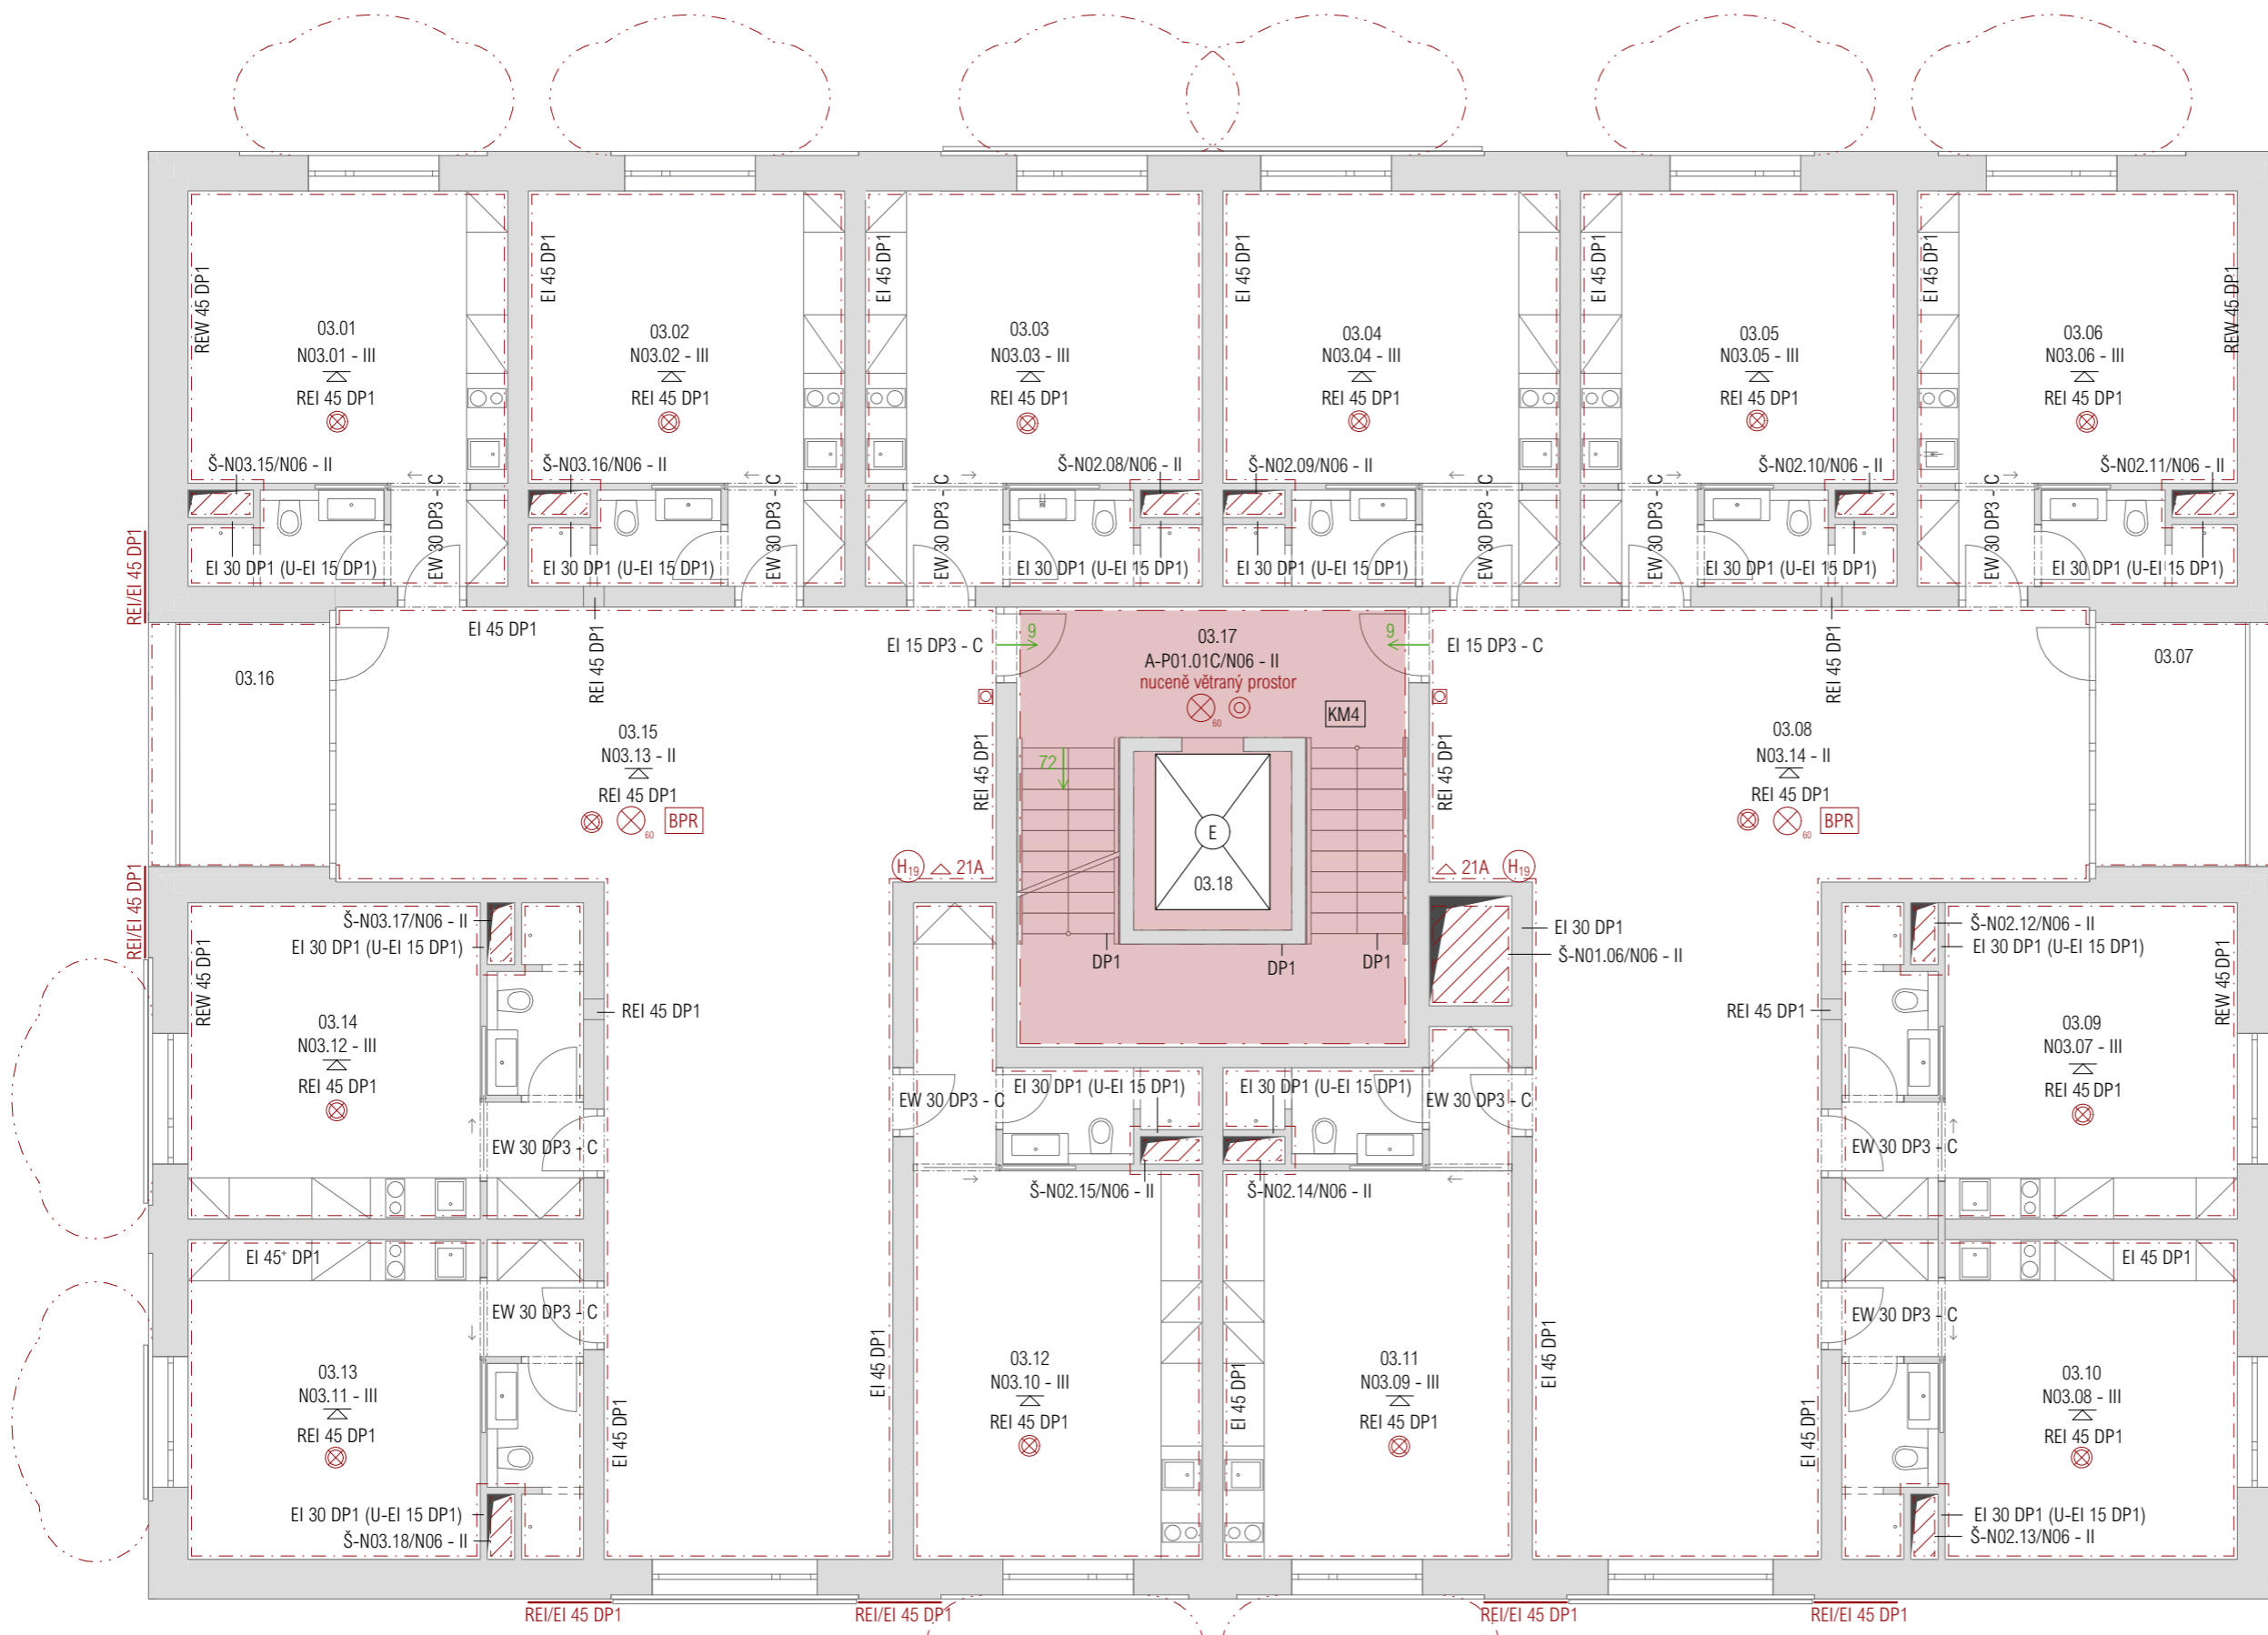 03.01
N03.01 - III
REI 45 DP1
REW 45 DP1
03.02
N03.02 - III
REI 45 DP1
EI 45 DP1
03.03
N03.03 - III
REI 45 DP1
EI 45 DP1
03.04
N03.04 - III
REI 45 DP1
EI 45 DP1
03.05
N03.05 - III
REI 45 DP1
EI 45 DP1
03.06
N03.06 - III
REI 45 DP1
EI 45 DP1
REW 45 DP1
Š-N03.15/N06 - II
Š-N03.16/N06 - II
Š-N02.08/N06 - II
Š-N02.09/N06 - II
Š-N02.10/N06 - II
Š-N02.11/N06 - II
EW 30 DP3 - C
EW 30 DP3 - C
EW 30 DP3 - C
EW 30 DP3 - C
EW 30 DP3 - C
EW 30 DP3 - C
EI 30 DP1 (U-EI 15 DP1)
EI 30 DP1 (U-EI 15 DP1)
EI 30 DP1 (U-EI 15 DP1)
EI 30 DP1 (U-EI 15 DP1)
EI 30 DP1 (U-EI 15 DP1)
EI 30 DP1 (U-EI 15 DP1)
REI/EI 45 DP1
EI 45 DP1
REI 45 DP1
EI 15 DP3 - C
9
03.17
A-P01.01C/N06 - II
nuceně větraný prostor
60
KM4
9
EI 15 DP3 - C
REI 45 DP1
03.16
03.07
03.15
N03.13 - II
REI 45 DP1
60
BPR
REI 45 DP1
72
E
03.18
REI 45 DP1
03.08
N03.14 - II
REI 45 DP1
60
BPR
H19
21A
21A
H19
REI/EI 45 DP1
DP1
DP1
DP1
EI 30 DP1
Š-N01.06/N06 - II
Š-N03.17/N06 - II
EI 30 DP1 (U-EI 15 DP1)
REW 45 DP1
03.14
N03.12 - III
REI 45 DP1
REI 45 DP1
EW 30 DP3 - C
EW 30 DP3 - C
EI 30 DP1 (U-EI 15 DP1)
EI 30 DP1 (U-EI 15 DP1)
EW 30 DP3 - C
Š-N02.15/N06 - II
Š-N02.14/N06 - II
Š-N02.12/N06 - II
EI 30 DP1 (U-EI 15 DP1)
REI 45 DP1
03.09
N03.07 - III
REI 45 DP1
REW 45 DP1
EW 30 DP3 - C
EI 45+ DP1
EW 30 DP3 - C
03.13
N03.11 - III
REI 45 DP1
EI 30 DP1 (U-EI 15 DP1)
Š-N03.18/N06 - II
EI 45 DP1
EI 45 DP1
03.12
N03.10 - III
REI 45 DP1
EI 45 DP1
03.11
N03.09 - III
REI 45 DP1
EI 45 DP1
EI 45 DP1
EI 45 DP1
EW 30 DP3 - C
03.10
N03.08 - III
REI 45 DP1
EI 30 DP1 (U-EI 15 DP1)
Š-N02.13/N06 - II
REI/EI 45 DP1
REI/EI 45 DP1
REI/EI 45 DP1
REI/EI 45 DP1